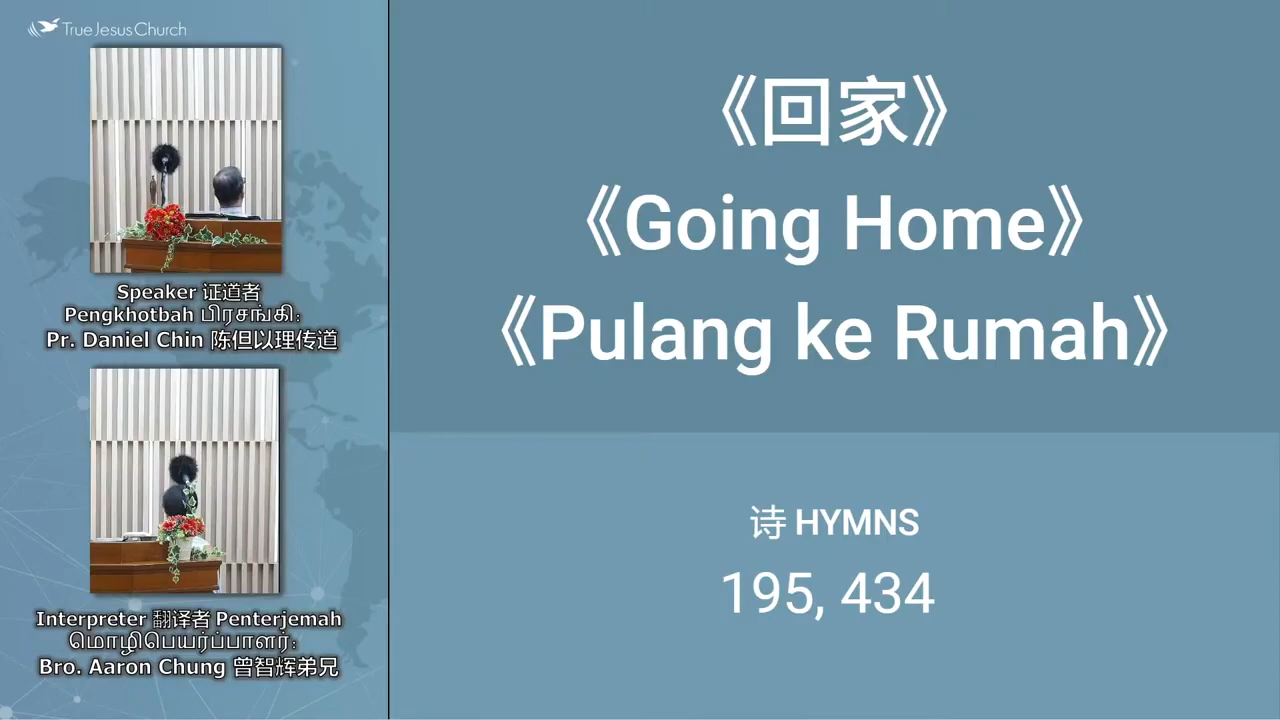 True Jesus Church
Speaker 证道者
Pengkhotbah பிரசங்கி:
Pr. Daniel Chin 陈但以理传道
Interpreter 翻译者 Penterjemah
மொழிபெயர்ப்பாளர்:
Bro. Aaron Chung 曾智辉弟兄
《回家》
《Going Home》
《Pulang ke Rumah》
诗 HYMNS
195, 434